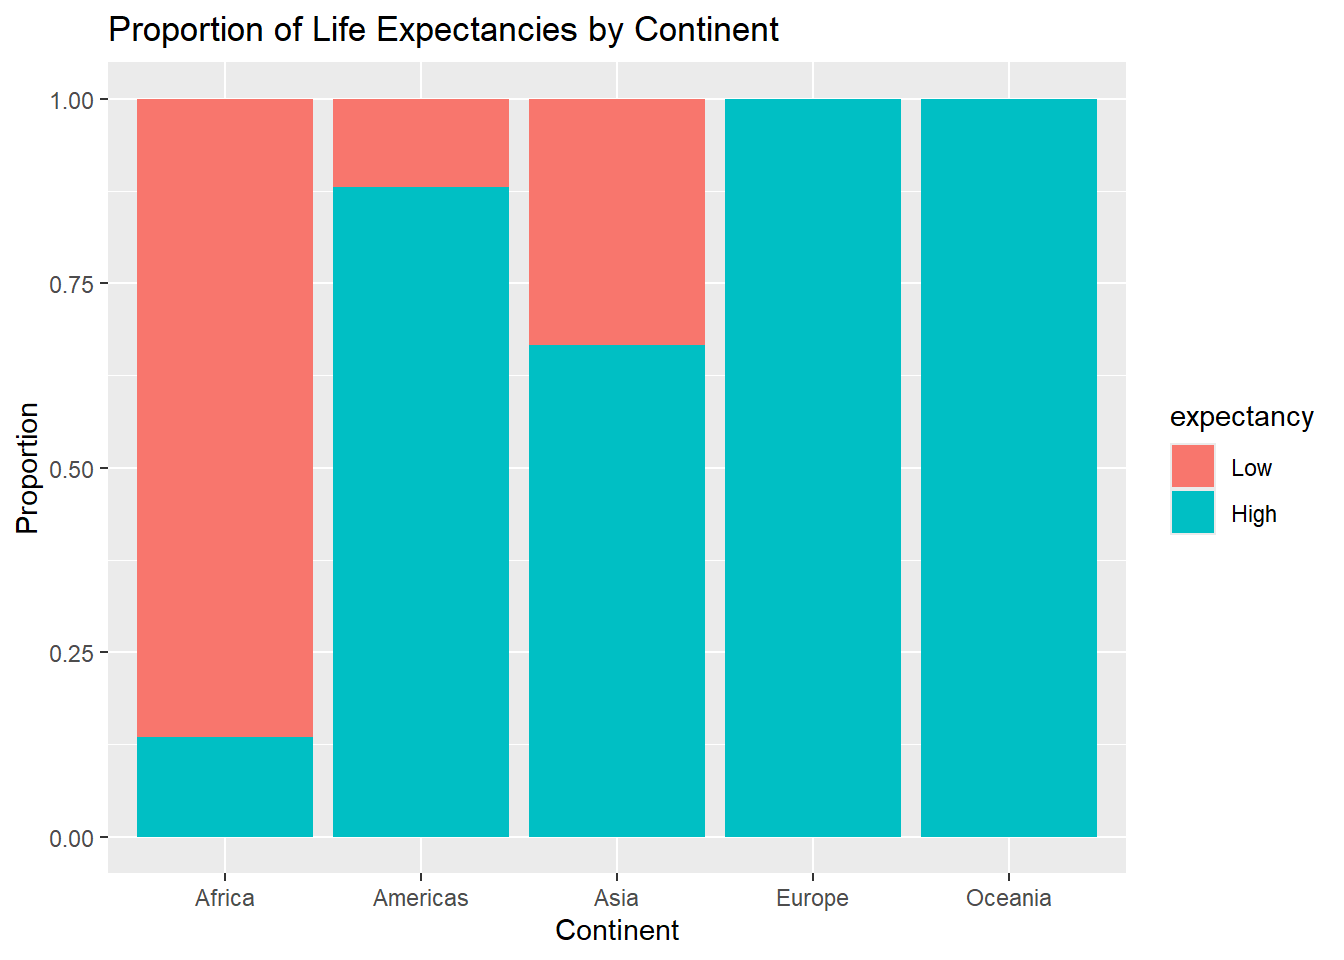 Proportion of Life Expectancies by Continent
1.00
0.75
0.50
0.25
0.00
Proportion
Africa Americas Asia Europe Oceania
Continent
expectancy
Low
High